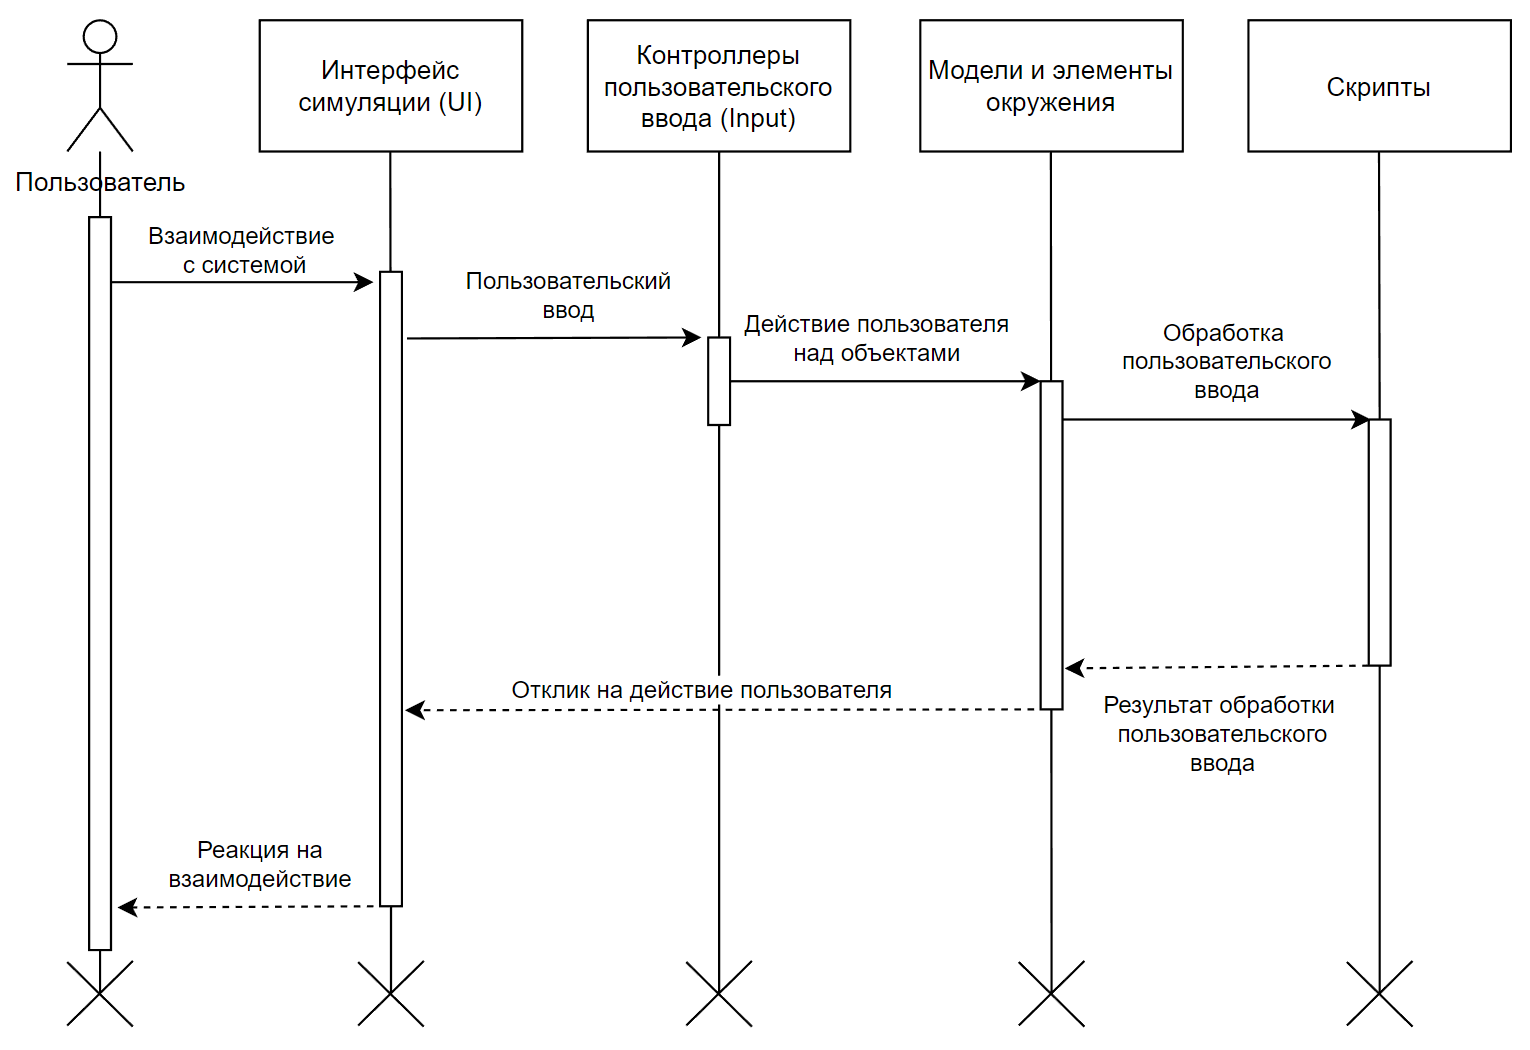 Интерфейс
симуляции (UI)
Контроллеры
пользовательского
ввода (Input)
Модели и элементы
окружения
Скрипты
Пользователь
Взаимодействие
с системой
Пользовательский
ввод
Действие пользователя
над объектами
Обработка
пользовательского
ввода
Отклик на действие пользователя
Результат обработки
пользовательского
ввода
Реакция на
взаимодействие